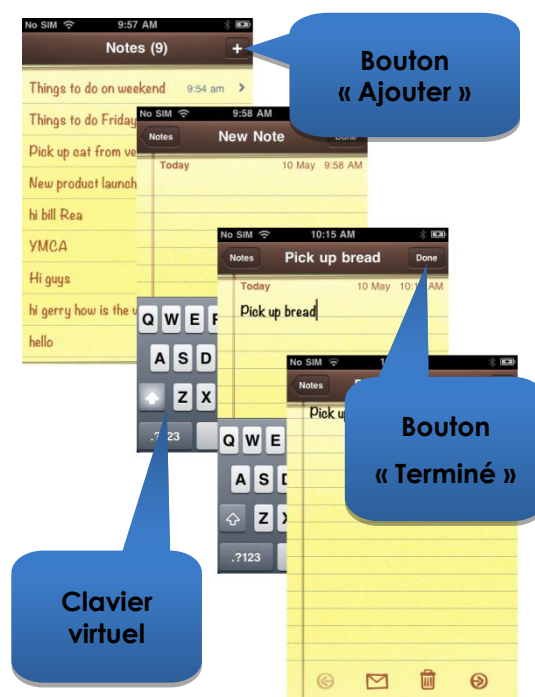 No SIM 9:57 AM
Notes (9) +
Things to do on weekend 9:54 am >
Things to do Friday
Pick up cat from
New product launch
hi bill Rea
YMCA
Hi guys
hi gerry how is the
hello
Bouton
« Ajouter »
No SIM 9:58 AM
Notes New Note Done
Today 10 May 9:58 AM
Q W E
A S D
Z X
.?123
No SIM 10:15 AM
Notes Pick up bread Done
Today 10 May AM
Pick up bread
Q W E
A S
Z
.?123
No SIM
Notes
Pick
Bouton
« Terminé »
Clavier
virtuel